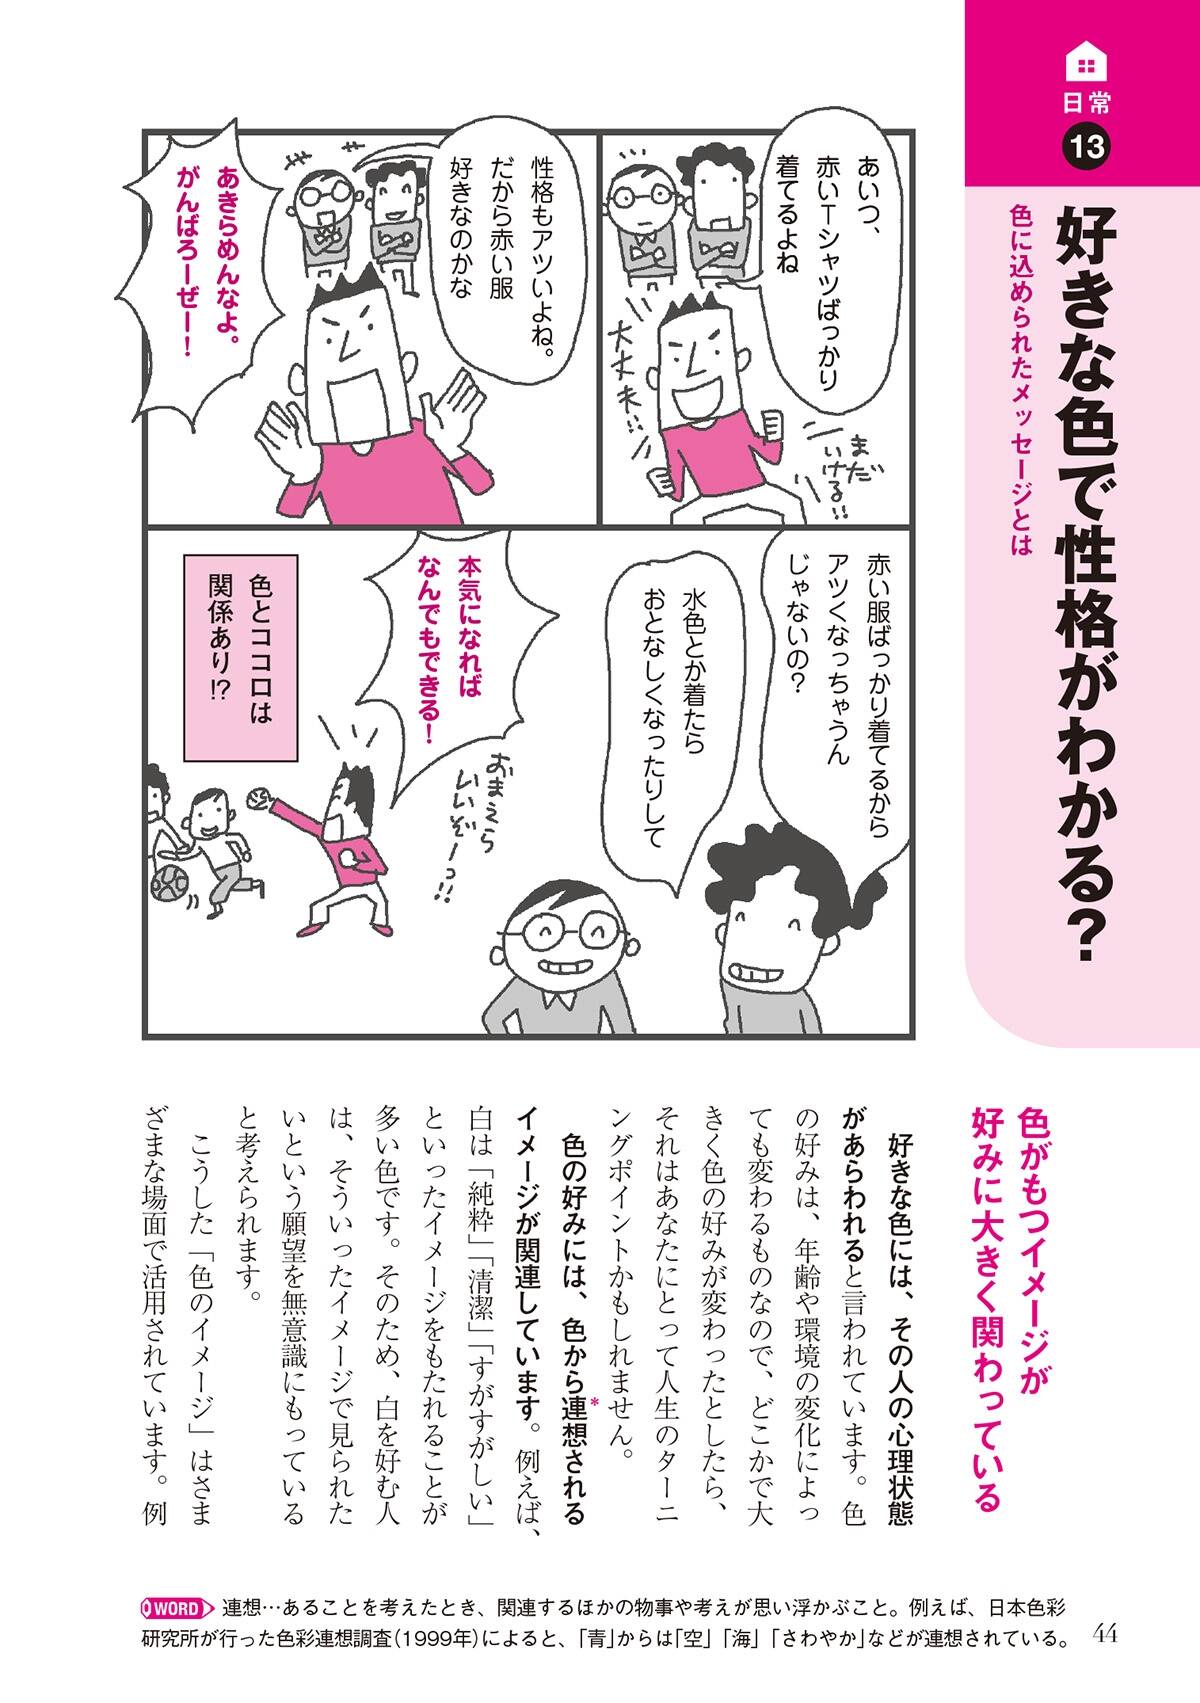 日常
13
好きな色で性格がわかる?
色に込められたメッセージとは
あいつ、
赤いTシャツばっかり
着てるよね
大丈夫!!
まだ
いける!!
性格もアツいよね。
だから赤い服
好きなのかな
あきらめんなよ。
がんばろーぜー!
赤い服ばっかり着てるから
アツくなっちゃうん
じゃないの?
水色とか着たら
おとなしくなったりして
おまえら
いいぞーっ!!
本気になれば
なんでもできる!
色とココロは
関係あり!?
色がもつイメージが
好みに大きく関わっている
好きな色には、その人の心理状態
があらわれると言われています。色
の好みは、年齢や環境の変化によっ
ても変わるものなので、どこかで大
きく色の好みが変わったとしたら、
それはあなたにとって人生のターニ
ングポイントかもしれません。
色の好みには、色から連想される*
イメージが関連しています。例えば、
白は「純粋」「清潔」「すがすがしい」
といったイメージをもたれることが
多い色です。そのため、白を好む人
は、そういったイメージで見られた
いという願望を無意識にもっている
と考えられます。
こうした「色のイメージ」はさま
ざまな場面で活用されています。例
WORD 連想…あることを考えたとき、関連するほかの物事や考えが思い浮かぶこと。例えば、日本色彩
研究所が行った色彩連想調査(1999年)によると、「青」からは「空」「海」「さわやか」などが連想されている。
44